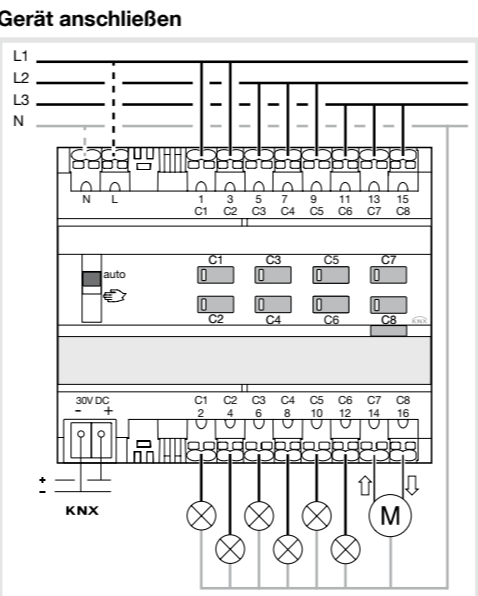 Gerät anschließen
L1
L2
L3
N
N L 1 3 5 7 9 11 13 15
C1 C2 C3 C4 C5 C6 C7 C8
auto
C1 C3 C5 C7
C2 C4 C6 C8
KNX
30V DC
- +
C1 C2 C3 C4 C5 C6 C7 C8
2 4 6 8 10 12 14 16
+
-
KNX
M